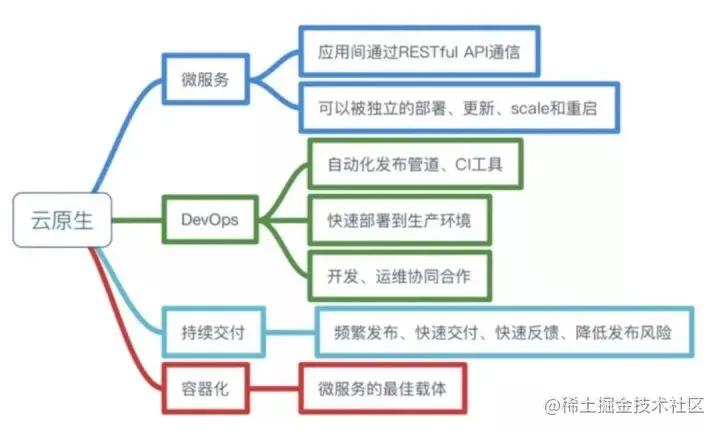 云原生
微服务
应用间通过RESTful API通信
可以被独立的部署、更新、scale和重启
DevOps
自动化发布管道、CI工具
快速部署到生产环境
开发、运维协同合作
持续交付
频繁发布、快速交付、快速反馈、降低发布风险
容器化
微服务的最佳载体
@稀土掘金技术社区